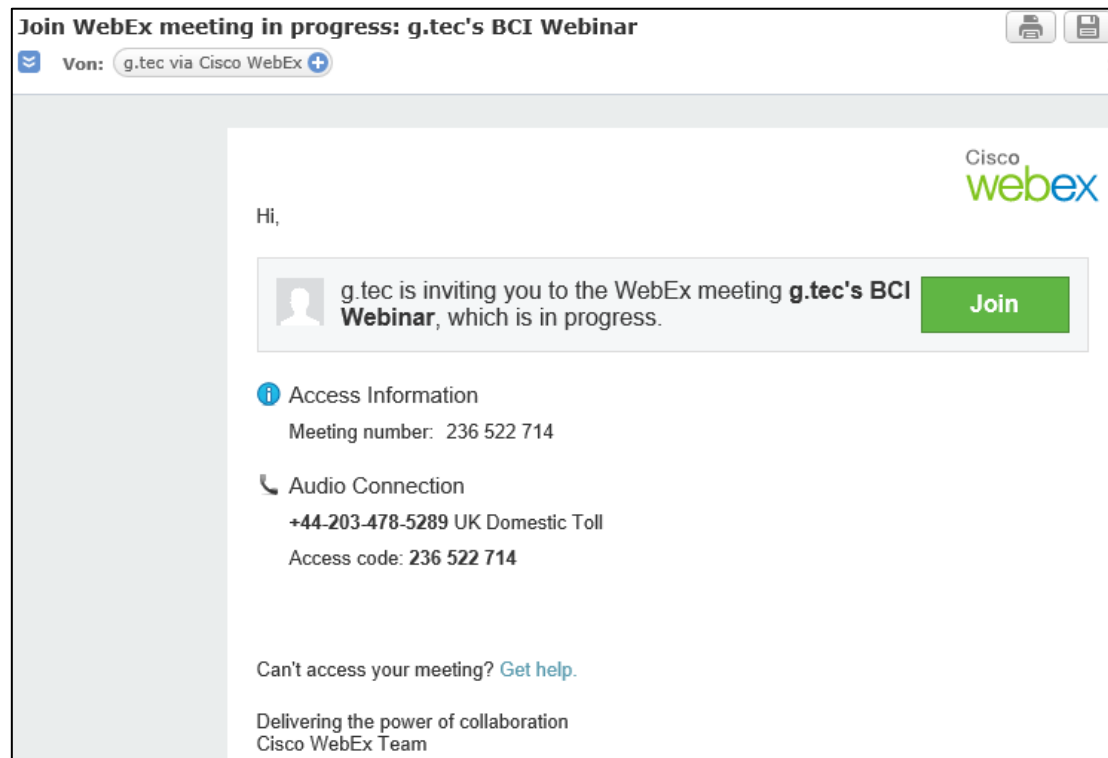 Join WebEx meeting in progress: g.tec's BCI Webinar
Von: g.tec via Cisco WebEx
Cisco
webex
Hi,
g.tec is inviting you to the WebEx meeting g.tec's BCI
Webinar, which is in progress.
Join
Access Information
Meeting number: 236 522 714
Audio Connection
+44-203-478-5289 UK Domestic Toll
Access code: 236 522 714
Can't access your meeting? Get help.
Delivering the power of collaboration
Cisco WebEx Team